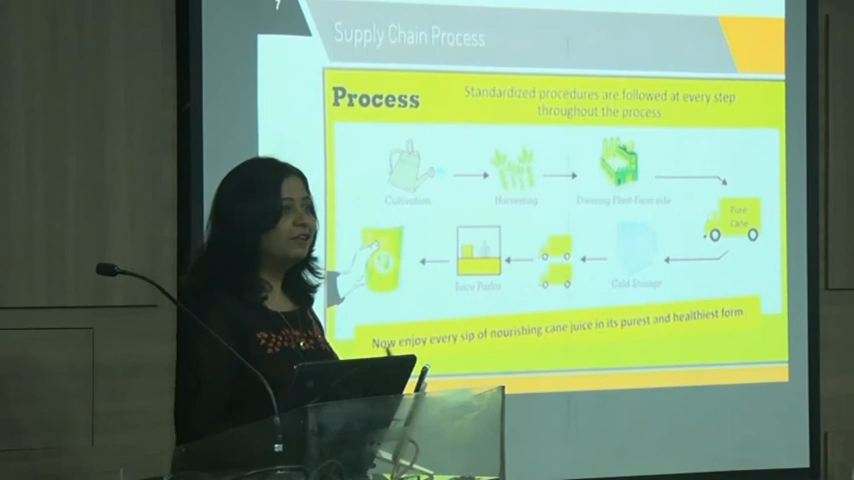 Supply Chain Process
Process
Standardized procedures are followed at every step
throughout the process
Cultivation
Harvesting
Dressing Plant-Farm side
Pure
Cane
Juice Parlor
Cold Storage
Now enjoy every sip of nourishing cane juice in its purest and healthiest form